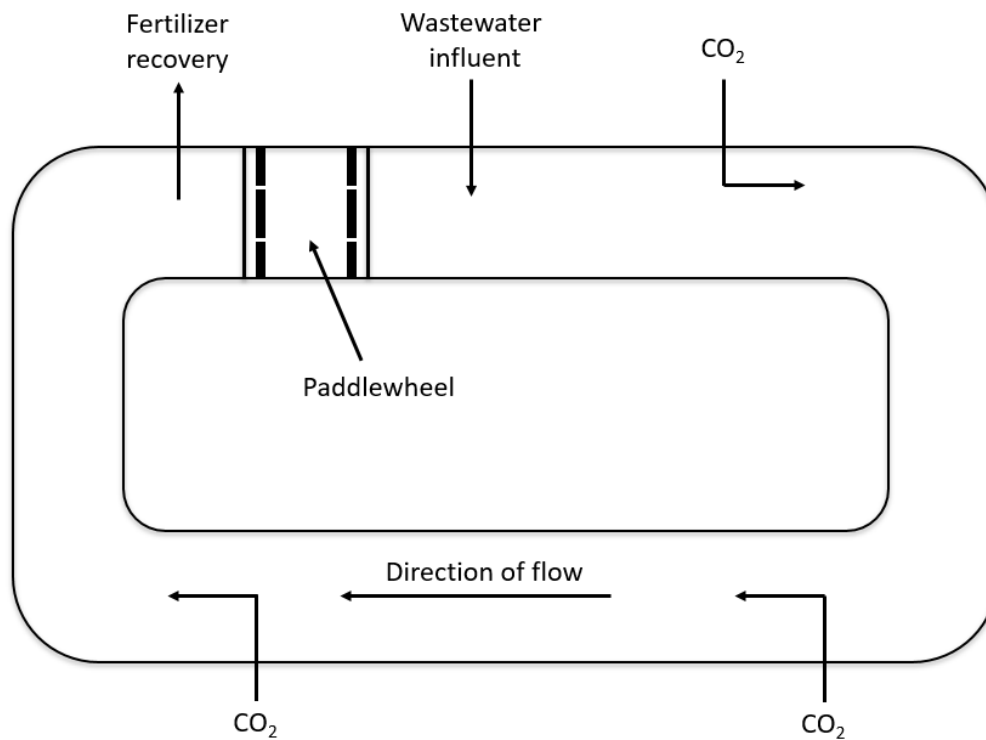 Fertilizer
recovery
Wastewater
influent
CO₂
Paddlewheel
Direction of flow
CO₂
CO₂